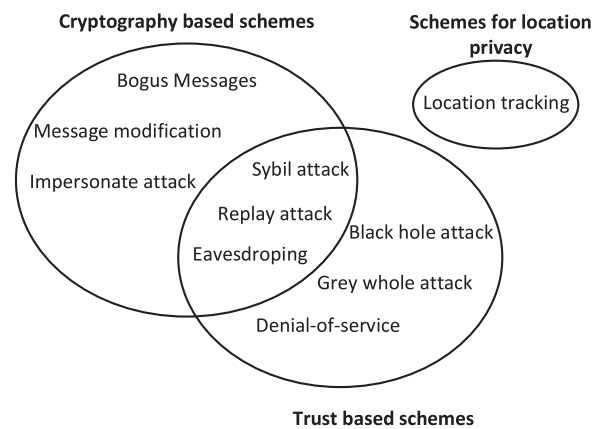 Cryptography based schemes
Schemes for location
privacy
Bogus Messages
Location tracking
Message modification
Sybil attack
Impersonate attack
Replay attack
Black hole attack
Eavesdroping
Grey whole attack
Denial-of-service
Trust based schemes